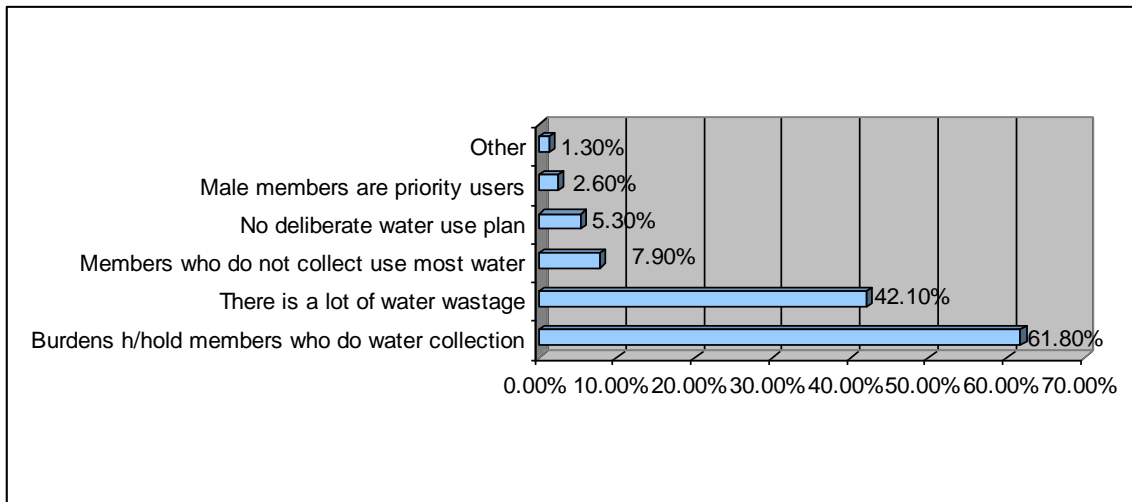 Other 1.30%
Male members are priority users 2.60%
No deliberate water use plan 5.30%
Members who do not collect use most water 7.90%
There is a lot of water wastage 42.10%
Burdens h/hold members who do water collection 61.80%
0.00% 10.00% 20.00% 30.00% 40.00% 50.00% 60.00% 70.00%